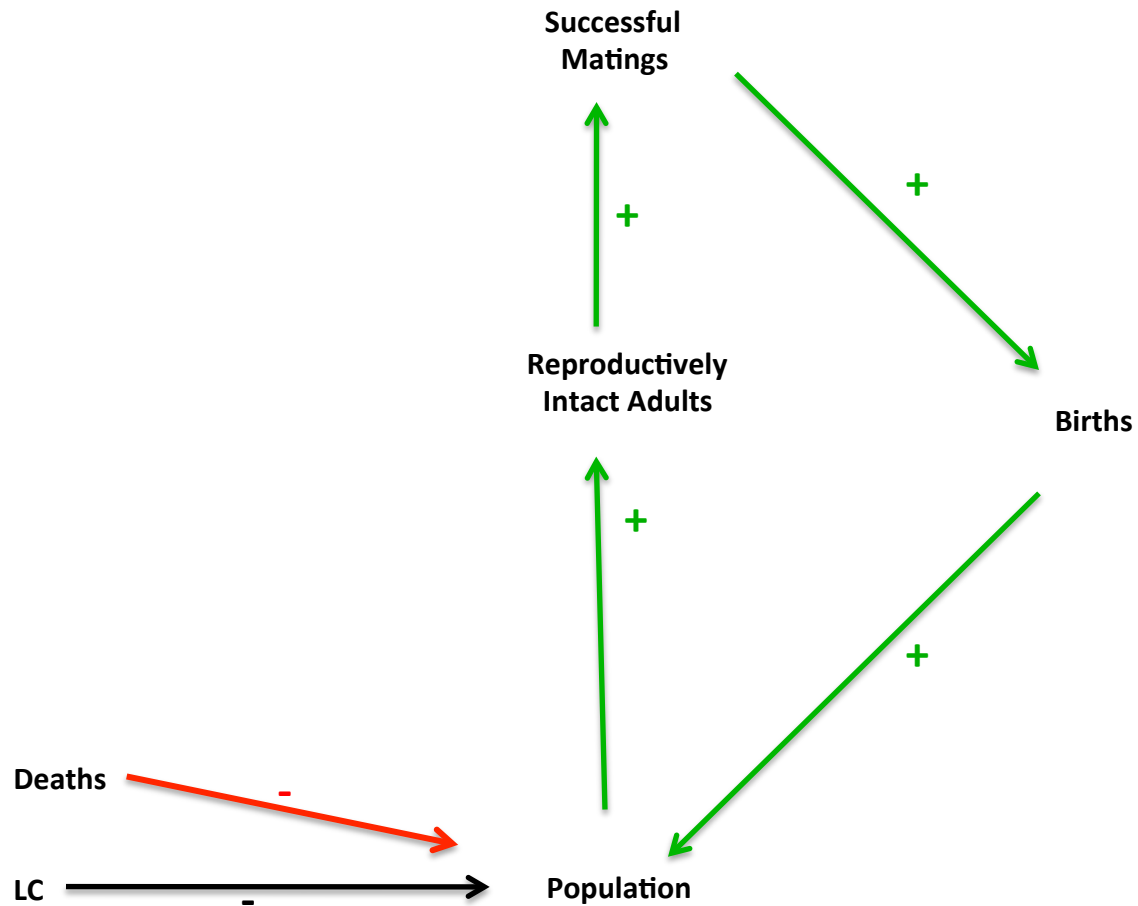 Successful
Matings
+
+
Reproductively
Intact Adults
Births
+
+
Deaths
-
LC
-
Population